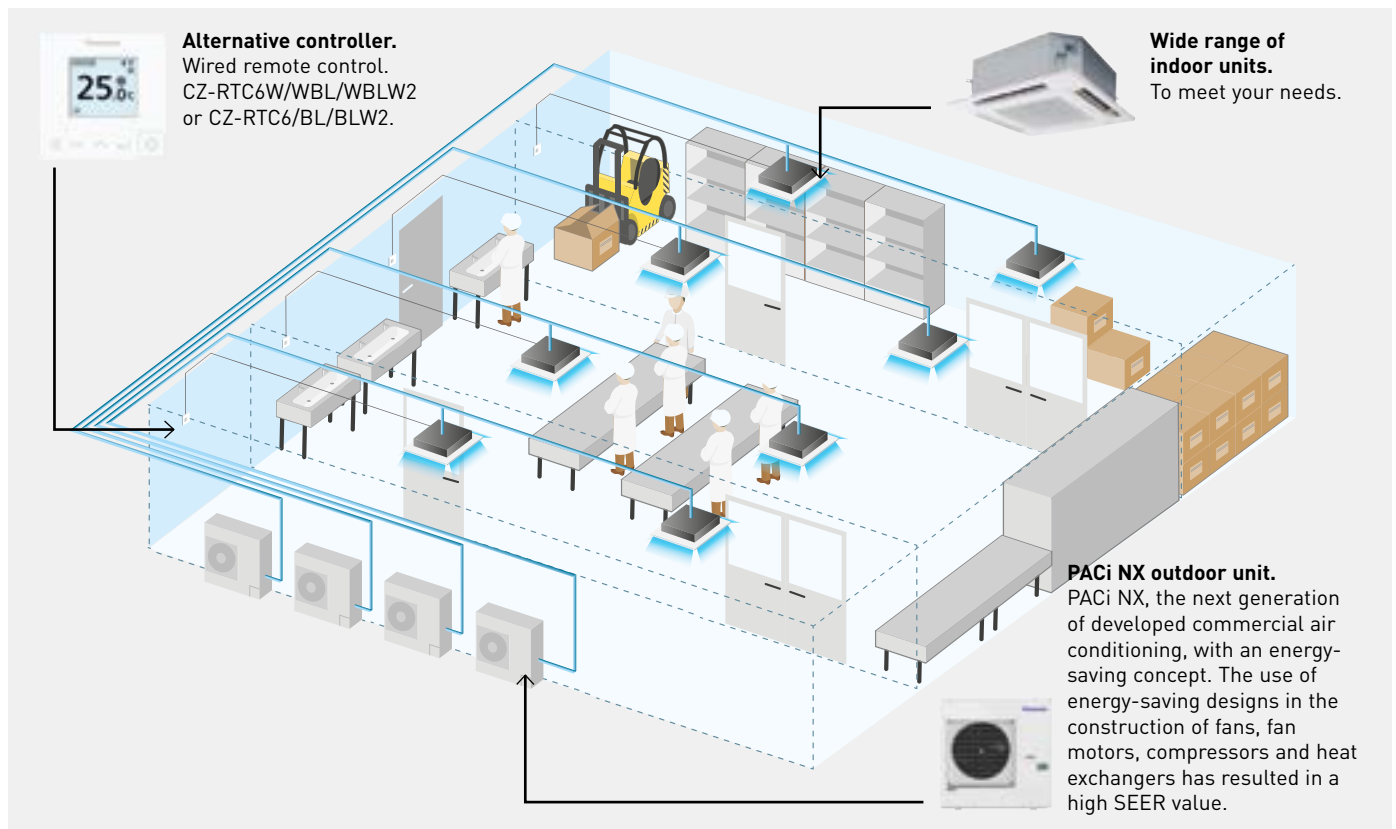 Alternative controller.
Wired remote control.
CZ-RTC6W/WBL/WBLW2
or CZ-RTC6/BL/BLW2.
25.0c
Wide range of
indoor units.
To meet your needs.
PACi NX outdoor unit.
PACi NX, the next generation
of developed commercial air
conditioning, with an energy-
saving concept. The use of
energy-saving designs in the
construction of fans, fan
motors, compressors and heat
exchangers has resulted in a
high SEER value.